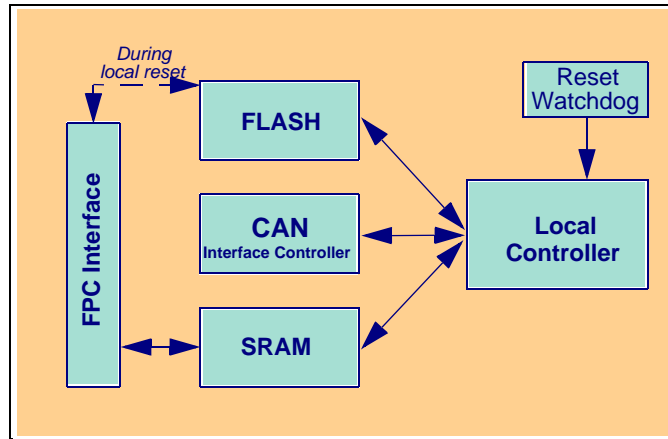 During
local reset
FLASH
Reset
Watchdog
FPC Interface
CAN
Interface Controller
Local
Controller
SRAM